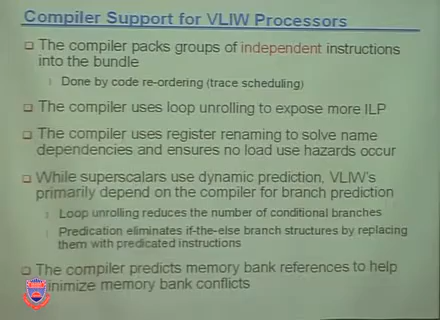 Compiler Support for VLIW Processors
The compiler packs groups of independent instructions
into the bundle
Done by code re-ordering (trace scheduling)
The compiler uses loop unrolling to expose more ILP
The compiler uses register renaming to solve name
dependencies and ensures no load use hazards occur
While superscalars use dynamic prediction, VLIW's
primarily depend on the compiler for branch prediction
Loop unrolling reduces the number of conditional branches
Predication eliminates if-the-else branch structures by replacing
them with predicated instructions
The compiler predicts memory bank references to help
inimize memory bank conflicts